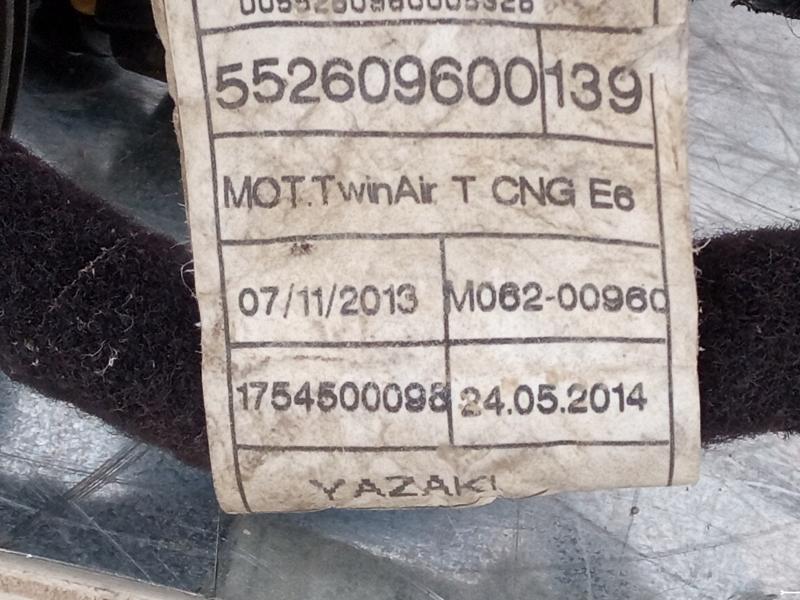 552609600 139
MOT.TwinAir T CNG E6
07/11/2013 M062-00960
1754500098 24.05.2014
YAZAKI